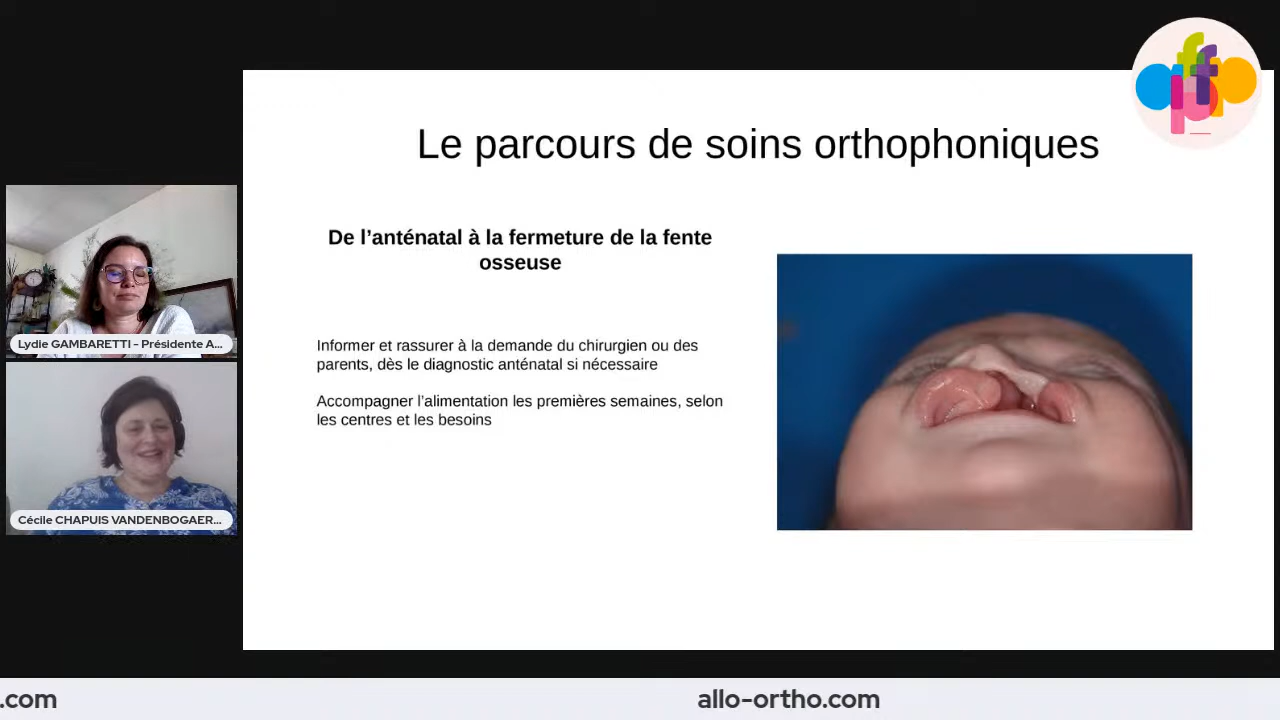 Le parcours de soins orthophoniques
De l’anténatal à la fermeture de la fente
osseuse
Informer et rassurer à la demande du chirurgien ou des
parents, dès le diagnostic anténatal si nécessaire
Accompagner l’alimentation les premières semaines, selon
les centres et les besoins
Lydie GAMBARETTI - Présidente A...
Cécile CHAPUIS VANDENBOGAER...
.com
allo-ortho.com